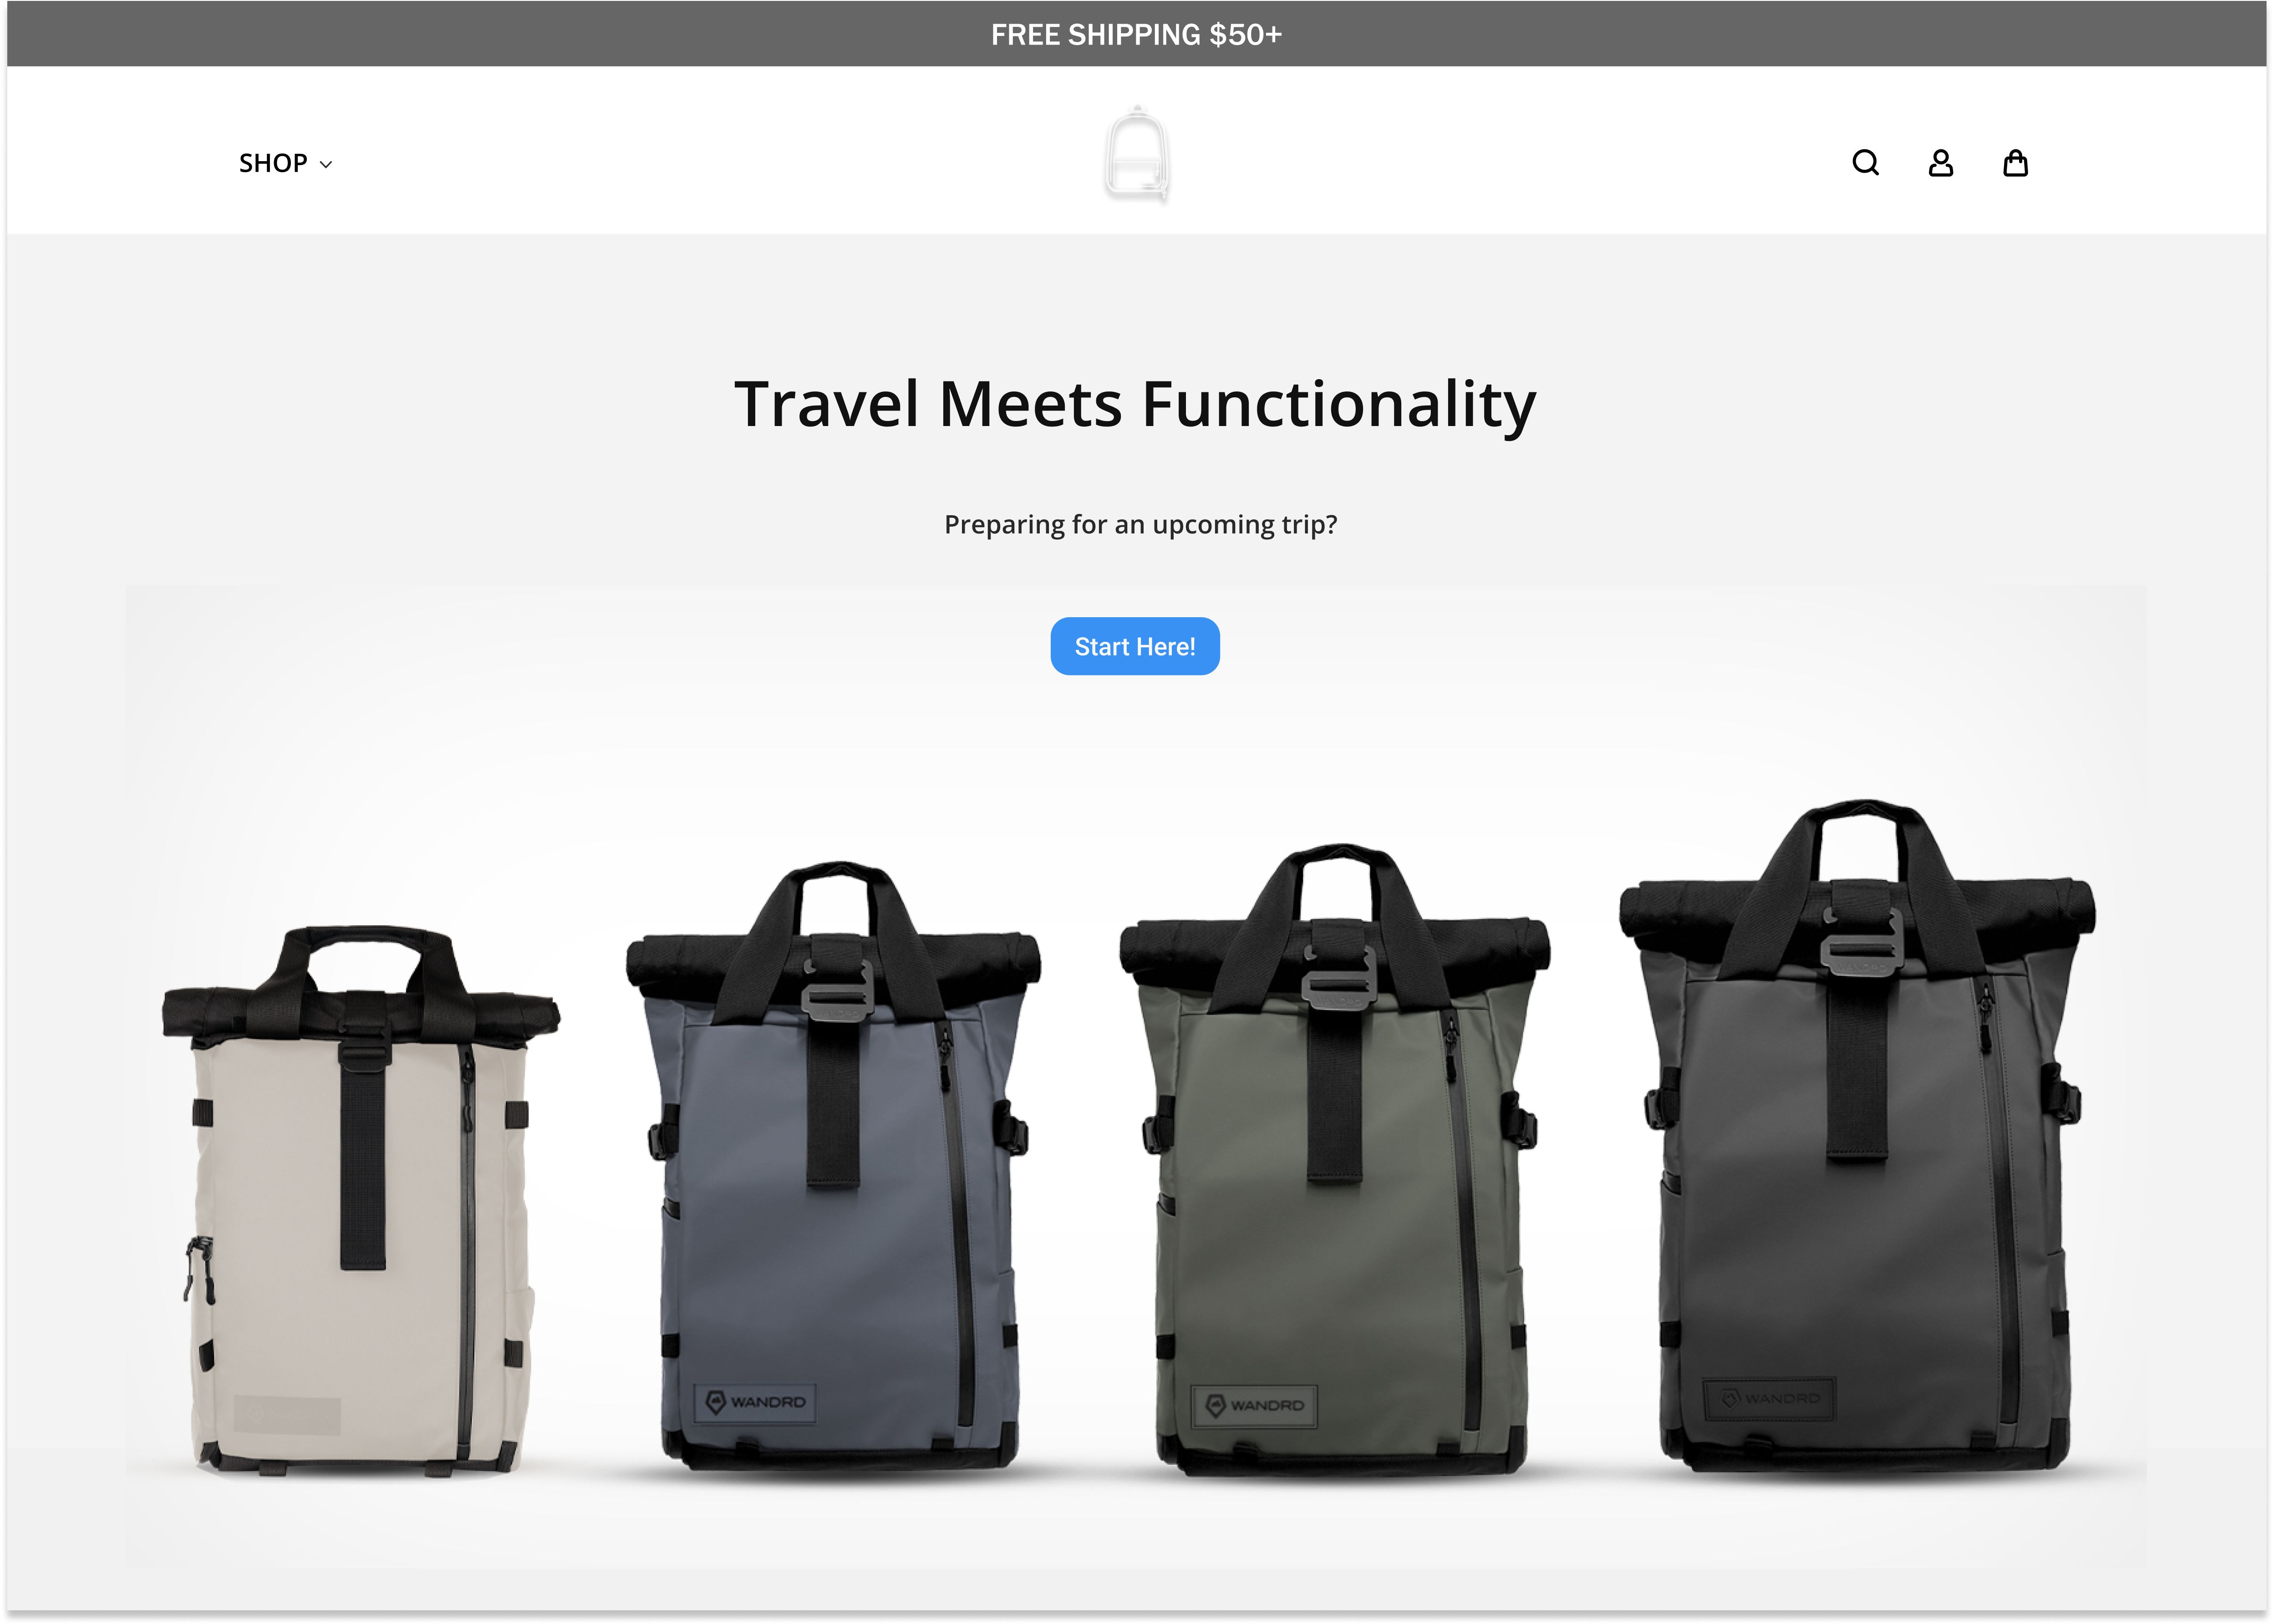 FREE SHIPPING $50+
SHOP
Travel Meets Functionality
Preparing for an upcoming trip?
Start Here!
WANDRD
WANDRD
WANDRD